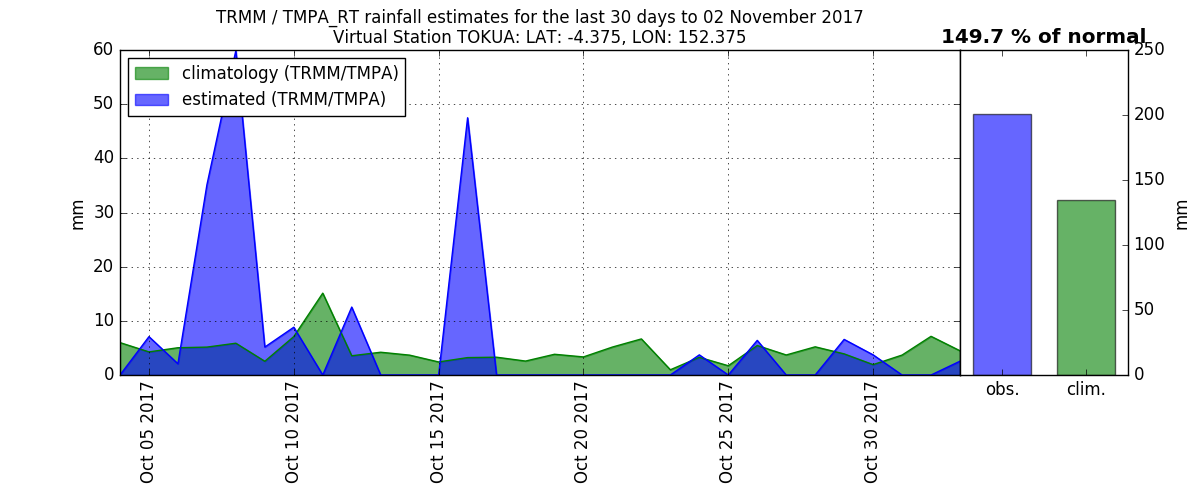 TRMM / TMPA_RT rainfall estimates for the last 30 days to 02 November 2017
Virtual Station TOKUA: LAT: -4.375, LON: 152.375
149.7 % of normal
climatology (TRMM/TMPA)
estimated (TRMM/TMPA)
60
50
40
30
20
10
0
mm
Oct 05 2017
Oct 10 2017
Oct 15 2017
Oct 20 2017
Oct 25 2017
Oct 30 2017
250
200
150
100
50
0
mm
obs.
clim.